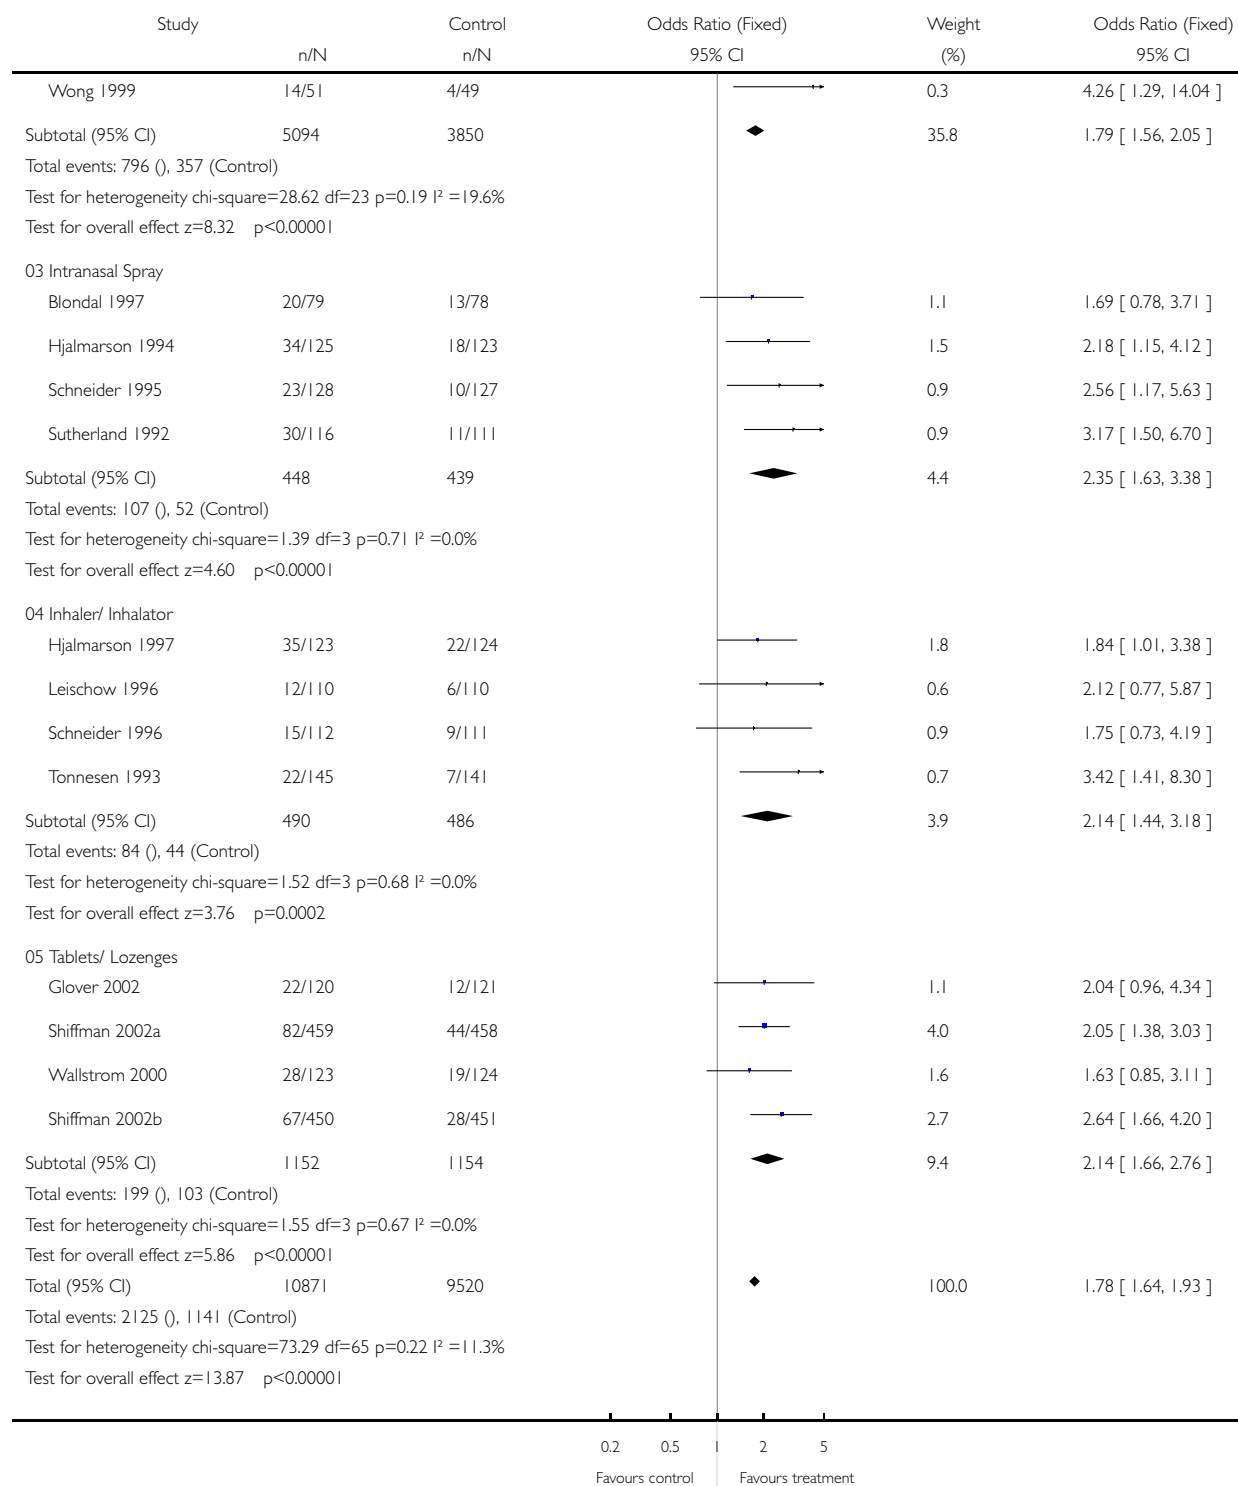 Study Control Odds Ratio (Fixed) Weight Odds Ratio (Fixed)
n/N n/N 95% CI (%) 95% CI
Wong 1999 14/51 4/49 0.3 4.26 [ 1.29, 14.04 ]
Subtotal (95% CI) 5094 3850 35.8 1.79 [ 1.56, 2.05 ]
Total events: 796 (), 357 (Control)
Test for heterogeneity chi-square=28.62 df=23 p=0.19 I² =19.6%
Test for overall effect z=8.32 p<0.00001
03 Intranasal Spray
Blondal 1997 20/79 13/78 1.1 1.69 [ 0.78, 3.71 ]
Hjalmarson 1994 34/125 18/123 1.5 2.18 [ 1.15, 4.12 ]
Schneider 1995 23/128 10/127 0.9 2.56 [ 1.17, 5.63 ]
Sutherland 1992 30/116 11/111 0.9 3.17 [ 1.50, 6.70 ]
Subtotal (95% CI) 448 439 4.4 2.35 [ 1.63, 3.38 ]
Total events: 107 (), 52 (Control)
Test for heterogeneity chi-square=1.39 df=3 p=0.71 I² =0.0%
Test for overall effect z=4.60 p<0.00001
04 Inhaler/ Inhalator
Hjalmarson 1997 35/123 22/124 1.8 1.84 [ 1.01, 3.38 ]
Leischow 1996 12/110 6/110 0.6 2.12 [ 0.77, 5.87 ]
Schneider 1996 15/112 9/111 0.9 1.75 [ 0.73, 4.19 ]
Tonnesen 1993 22/145 7/141 0.7 3.42 [ 1.41, 8.30 ]
Subtotal (95% CI) 490 486 3.9 2.14 [ 1.44, 3.18 ]
Total events: 84 (), 44 (Control)
Test for heterogeneity chi-square=1.52 df=3 p=0.68 I² =0.0%
Test for overall effect z=3.76 p=0.0002
05 Tablets/ Lozenges
Glover 2002 22/120 12/121 1.1 2.04 [ 0.96, 4.34 ]
Shiffman 2002a 82/459 44/458 4.0 2.05 [ 1.38, 3.03 ]
Wallstrom 2000 28/123 19/124 1.6 1.63 [ 0.85, 3.11 ]
Shiffman 2002b 67/450 28/451 2.7 2.64 [ 1.66, 4.20 ]
Subtotal (95% CI) 1152 1154 9.4 2.14 [ 1.66, 2.76 ]
Total events: 199 (), 103 (Control)
Test for heterogeneity chi-square=1.55 df=3 p=0.67 I² =0.0%
Test for overall effect z=5.86 p<0.00001
Total (95% CI) 10871 9520 100.0 1.78 [ 1.64, 1.93 ]
Total events: 2125 (), 1141 (Control)
Test for heterogeneity chi-square=73.29 df=65 p=0.22 I² =11.3%
Test for overall effect z=13.87 p<0.00001
0.2 0.5 1 2 5
Favours control Favours treatment